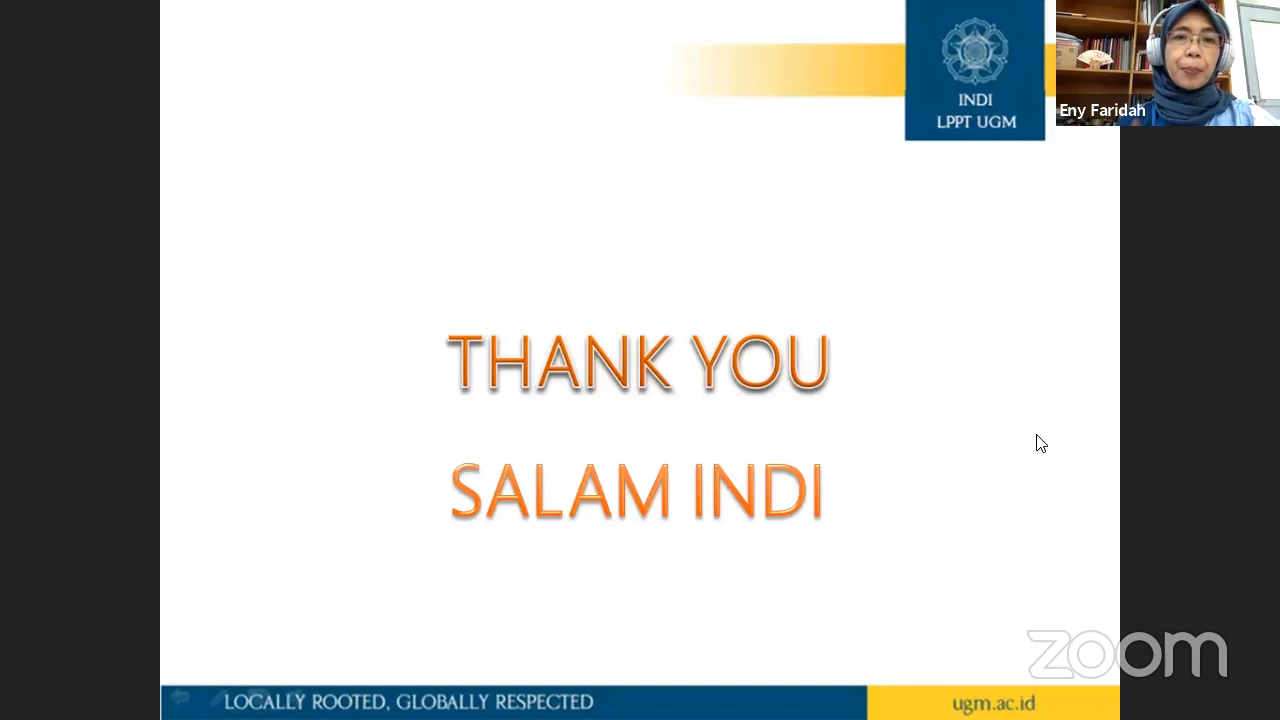 INDI
LPPT UGM
Eny Faridah
THANK YOU
SALAM INDI
zoom
LOCALLY ROOTED, GLOBALLY RESPECTED
ugm.ac.id